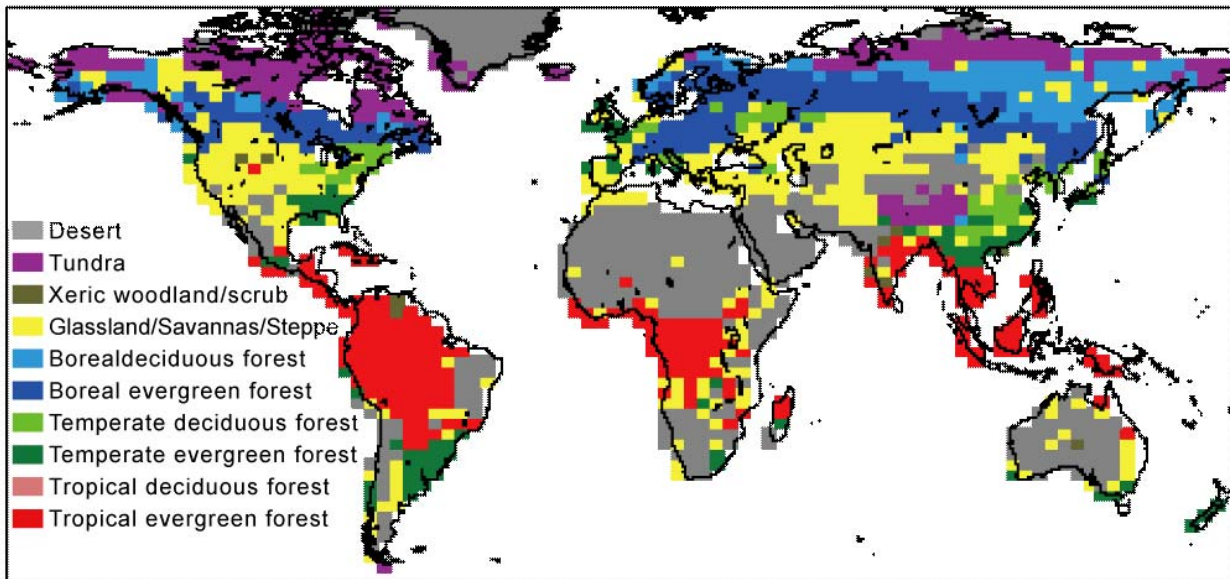 Desert
Tundra
Xeric woodland/scrub
Glassland/Savannas/Steppe
Borealdeciduous forest
Boreal evergreen forest
Temperate deciduous forest
Temperate evergreen forest
Tropical deciduous forest
Tropical evergreen forest